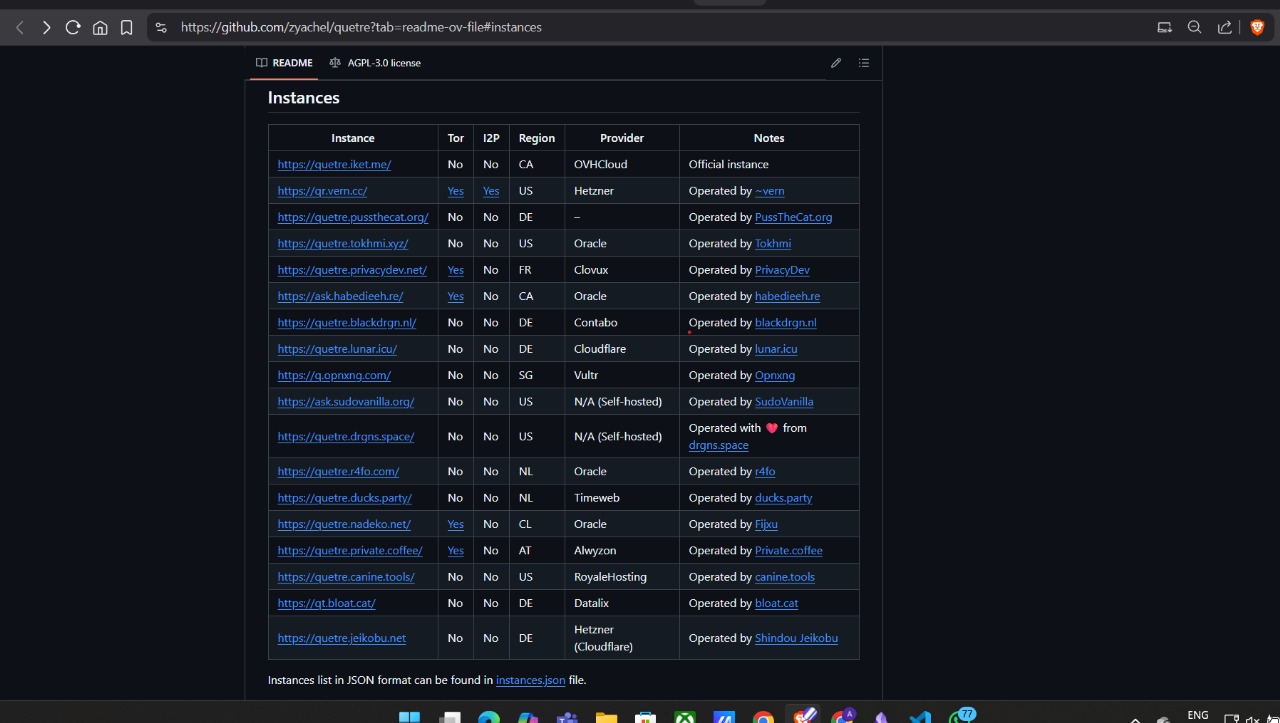 https://github.com/zyachel/quetre?tab=readme-ov-file#instances
README AGPL-3.0 license
Instances
Instance Tor I2P Region Provider Notes
https://quetre.iket.me/ No No CA OVHCloud Official instance
https://qr.vern.cc/ Yes Yes US Hetzner Operated by ~vern
https://quetre.pussthecat.org/ No No DE – Operated by PussTheCat.org
https://quetre.tokhmi.xyz/ No No US Oracle Operated by Tokhmi
https://quetre.privacydev.net/ Yes No FR Clovux Operated by PrivacyDev
https://ask.habedieeh.re/ Yes No CA Oracle Operated by habedieeh.re
https://quetre.blackdrgn.nl/ No No DE Contabo Operated by blackdrgn.nl
https://quetre.lunar.icu/ No No DE Cloudflare Operated by lunar.icu
https://q.opnxng.com/ No No SG Vultr Operated by Opnxng
https://ask.sudovanilla.org/ No No US N/A (Self-hosted) Operated by SudoVanilla
https://quetre.drgns.space/ No No US N/A (Self-hosted) Operated with ❤️ from
drgns.space
https://quetre.r4fo.com/ No No NL Oracle Operated by r4fo
https://quetre.ducks.party/ No No NL Timeweb Operated by ducks.party
https://quetre.nadeko.net/ Yes No CL Oracle Operated by Fijxu
https://quetre.private.coffee/ Yes No AT Alwyzon Operated by Private.coffee
https://quetre.canine.tools/ No No US RoyaleHosting Operated by canine.tools
https://qt.bloat.cat/ No No DE Datalix Operated by bloat.cat
https://quetre.jeikobu.net No No DE Hetzner
(Cloudflare) Operated by Shindou Jeikobu
Instances list in JSON format can be found in instances.json file.
A 77 ENG